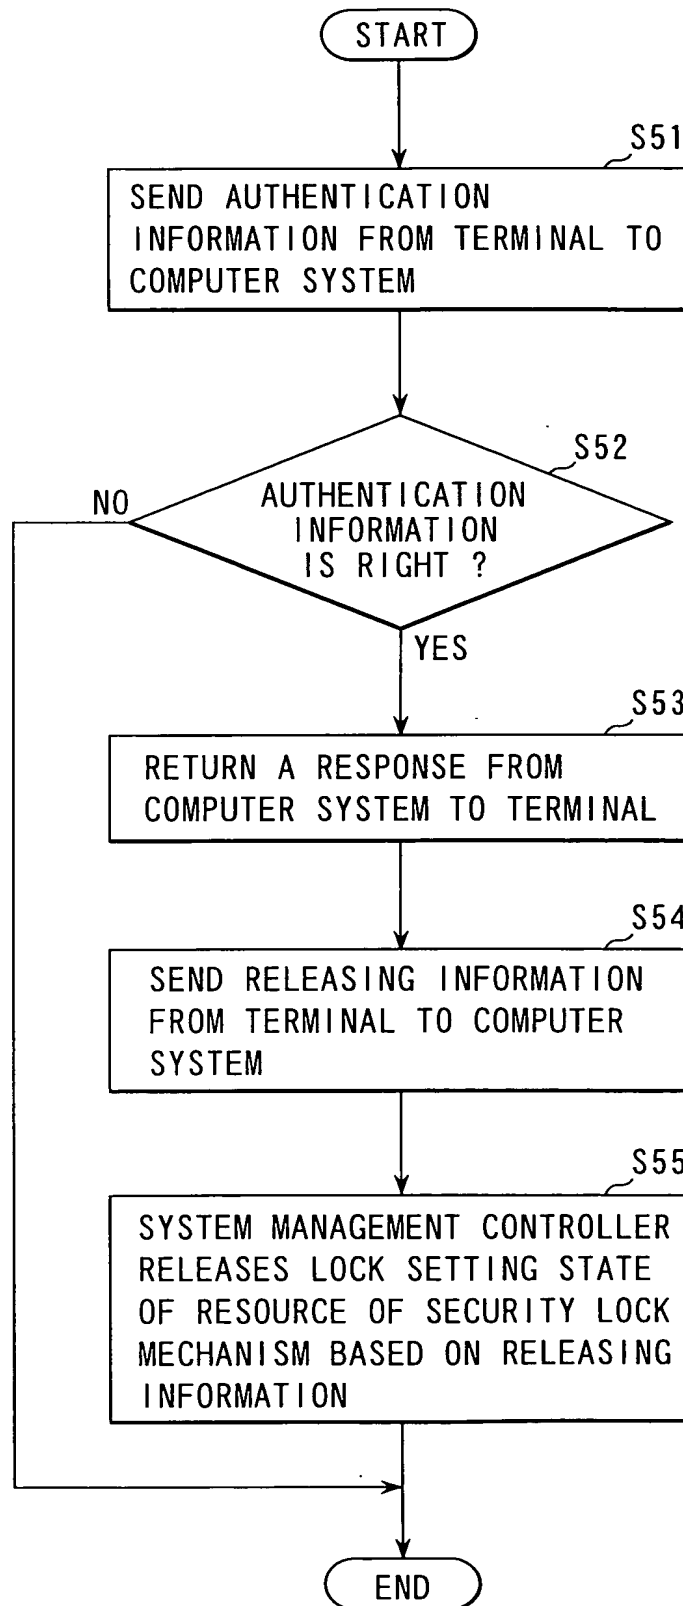 START
S51
SEND AUTHENTICATION
INFORMATION FROM TERMINAL TO
COMPUTER SYSTEM
S52
NO
AUTHENTICATION
INFORMATION
IS RIGHT ?
YES
S53
RETURN A RESPONSE FROM
COMPUTER SYSTEM TO TERMINAL
S54
SEND RELEASING INFORMATION
FROM TERMINAL TO COMPUTER
SYSTEM
S55
SYSTEM MANAGEMENT CONTROLLER
RELEASES LOCK SETTING STATE
OF RESOURCE OF SECURITY LOCK
MECHANISM BASED ON RELEASING
INFORMATION
END